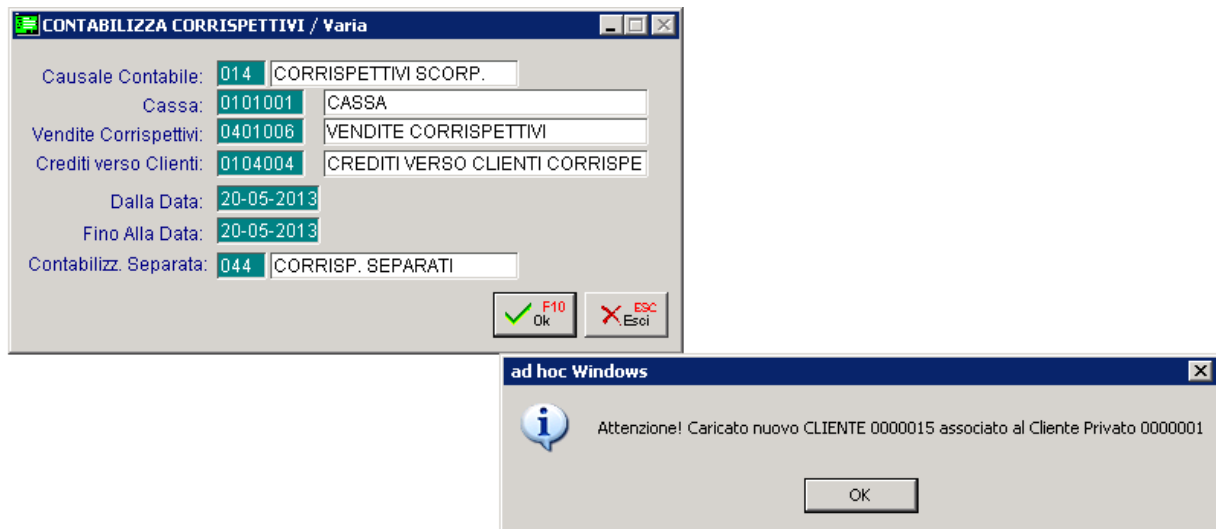 CONTABILIZZA CORRISPETTIVI / Varia
Causale Contabile: 014 CORRISPETTIVI SCORP.
Cassa: 0101001 CASSA
Vendite Corrispettivi: 0401006 VENDITE CORRISPETTIVI
Crediti verso Clienti: 0104004 CREDITI VERSO CLIENTI CORRISPE
Dalla Data: 20-05-2013
Fino Alla Data: 20-05-2013
Contabilizz. Separata: 044 CORRISP. SEPARATI
F10 Ok
ESC Esci
ad hoc Windows
Attenzione! Caricato nuovo CLIENTE 0000015 associato al Cliente Privato 0000001
OK